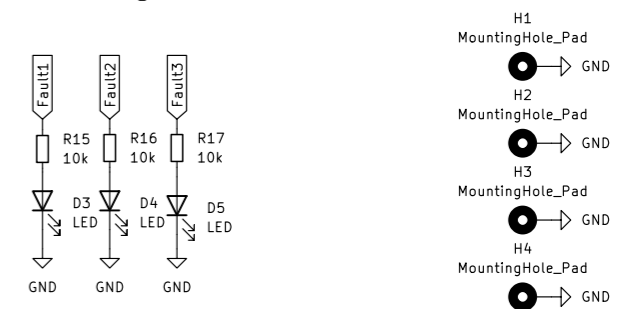 Fault1
Fault2
Fault3
R15
10k
R16
10k
R17
10k
D3
LED
D4
LED
D5
LED
GND
GND
GND
H1
MountingHole_Pad
GND
H2
MountingHole_Pad
GND
H3
MountingHole_Pad
GND
H4
MountingHole_Pad
GND